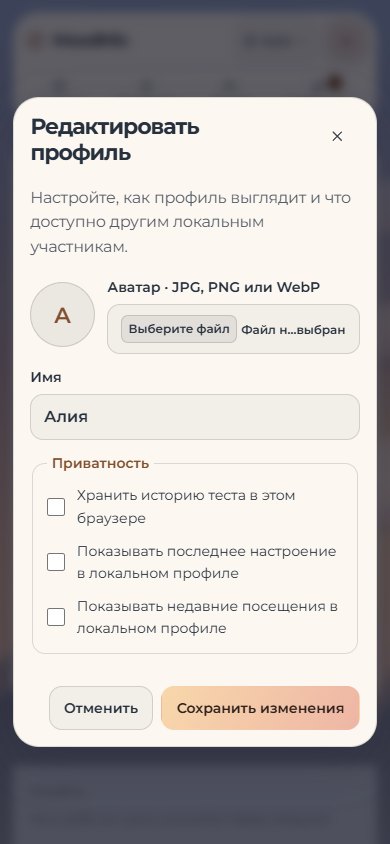 Редактировать
профиль
×
Настройте, как профиль выглядит и что
доступно другим локальным
участникам.
А
Аватар · JPG, PNG или WebP
Выберите файл Файл н...выбран
Имя
Алия
Приватность
Хранить историю теста в этом
браузере
Показывать последнее настроение
в локальном профиле
Показывать недавние посещения в
локальном профиле
Отменить
Сохранить изменения